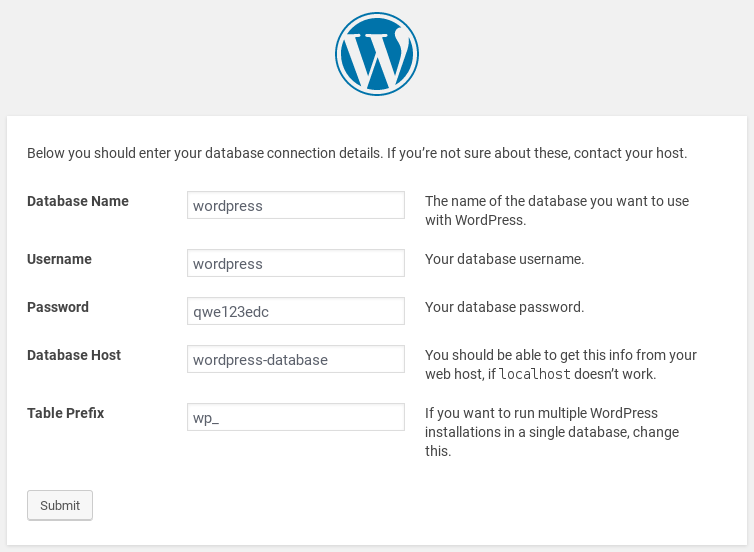 Below you should enter your database connection details. If you’re not sure about these, contact your host.
Database Name
wordpress
The name of the database you want to use
with WordPress.
Username
wordpress
Your database username.
Password
qwe123edc
Your database password.
Database Host
wordpress-database
You should be able to get this info from your
web host, if localhost doesn’t work.
Table Prefix
wp_
If you want to run multiple WordPress
installations in a single database, change
this.
Submit